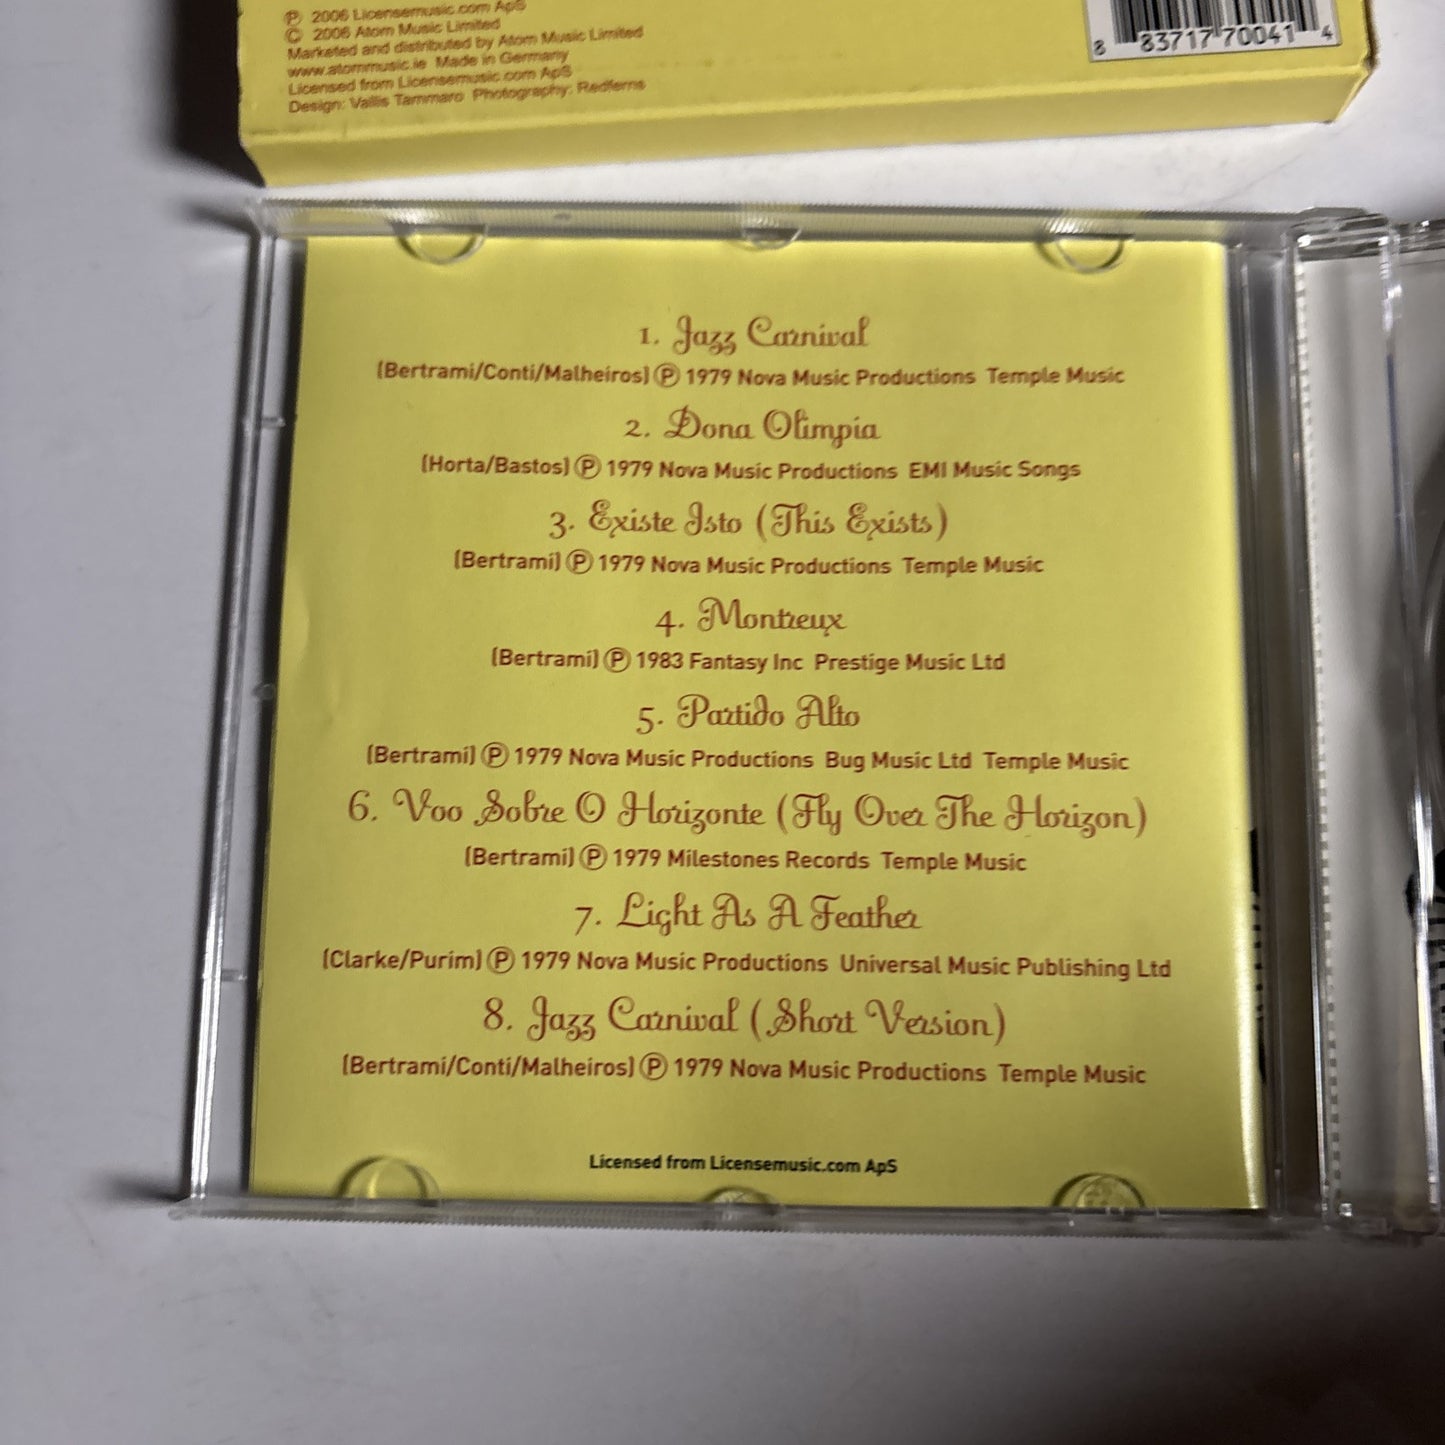 ℗ 2006 Licensemusic.com ApS
© 2006 Atom Music Limited
Marketed and distributed by Atom Music Limited
www.atommusic.ie Made in Germany
Licensed from Licensemusic.com ApS
Design: Vallis Tammaro Photography: Redferns
8 83717 70041 4
1. Jazz Carnival
(Bertrami/Conti/Malheiros) ℗ 1979 Nova Music Productions Temple Music
2. Dona Olimpia
(Horta/Bastos) ℗ 1979 Nova Music Productions EMI Music Songs
3. Existe Isto (This Exists)
(Bertrami) ℗ 1979 Nova Music Productions Temple Music
4. Montreux
(Bertrami) ℗ 1983 Fantasy Inc Prestige Music Ltd
5. Partido Alto
(Bertrami) ℗ 1979 Nova Music Productions Bug Music Ltd Temple Music
6. Voo Sobre O Horizonte (Fly Over The Horizon)
(Bertrami) ℗ 1979 Milestones Records Temple Music
7. Light As A Feather
(Clarke/Purim) ℗ 1979 Nova Music Productions Universal Music Publishing Ltd
8. Jazz Carnival (Short Version)
(Bertrami/Conti/Malheiros) ℗ 1979 Nova Music Productions Temple Music
Licensed from Licensemusic.com ApS